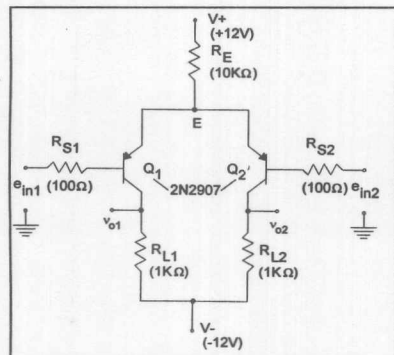 V+
(+12V)
R_E
(10KΩ)
E
R_S1
(100Ω)
e_in1
Q_1
2N2907
Q_2'
R_S2
(100Ω)
e_in2
v_o1
v_o2
R_L1
(1KΩ)
R_L2
(1KΩ)
V-
(-12V)